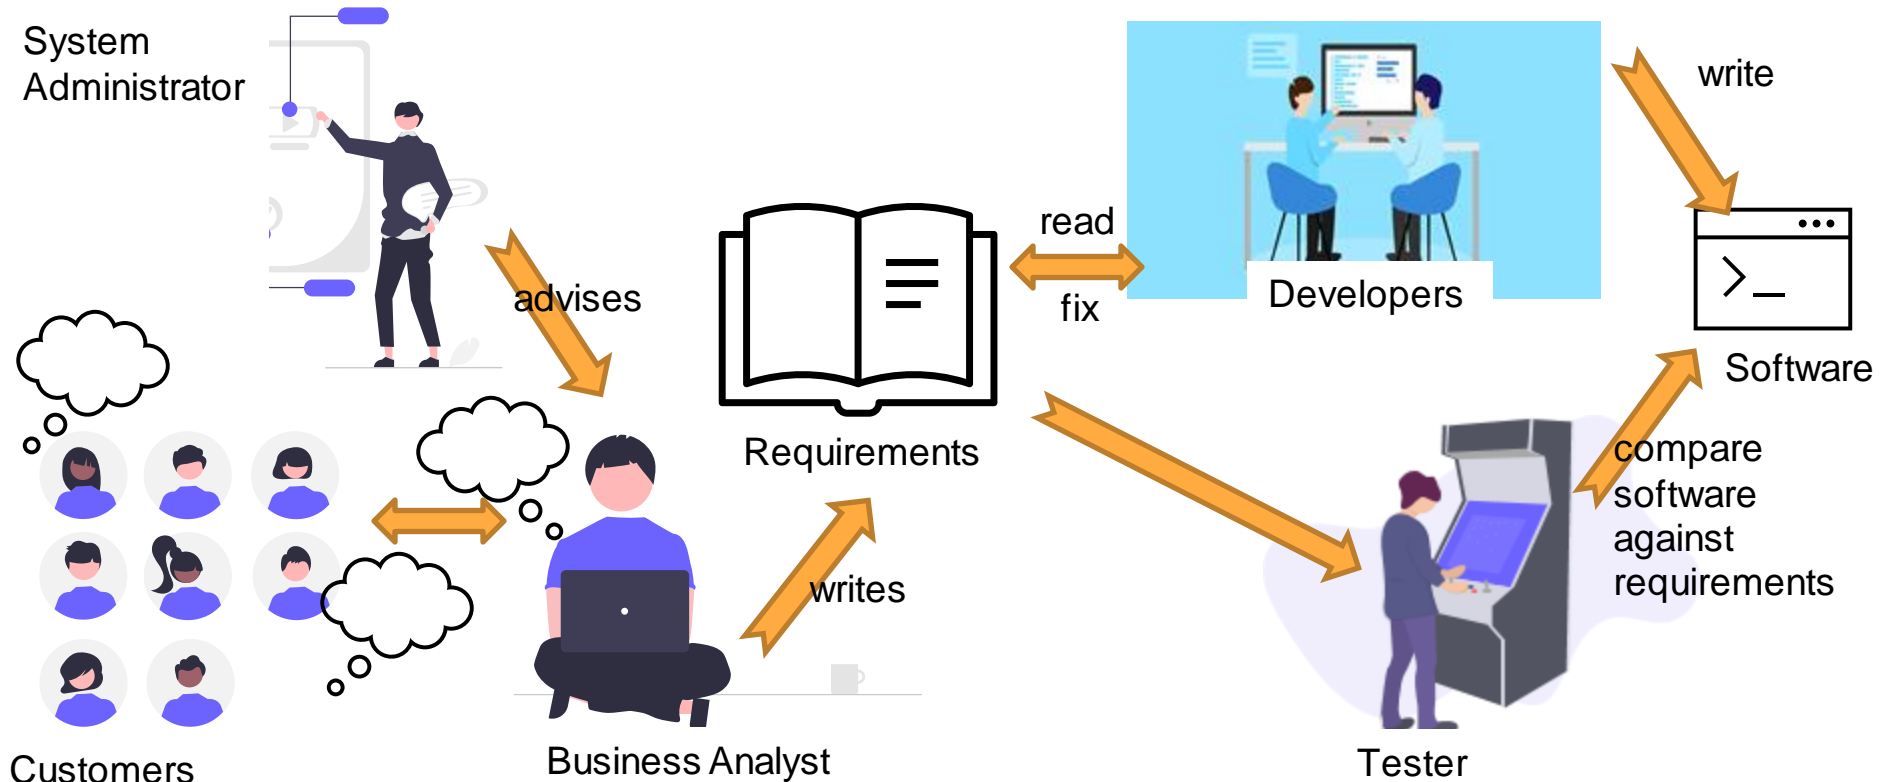 System
Administrator
write
read
fix
Developers
advises
Software
Requirements
compare
software
against
requirements
writes
Customers
Business Analyst
Tester